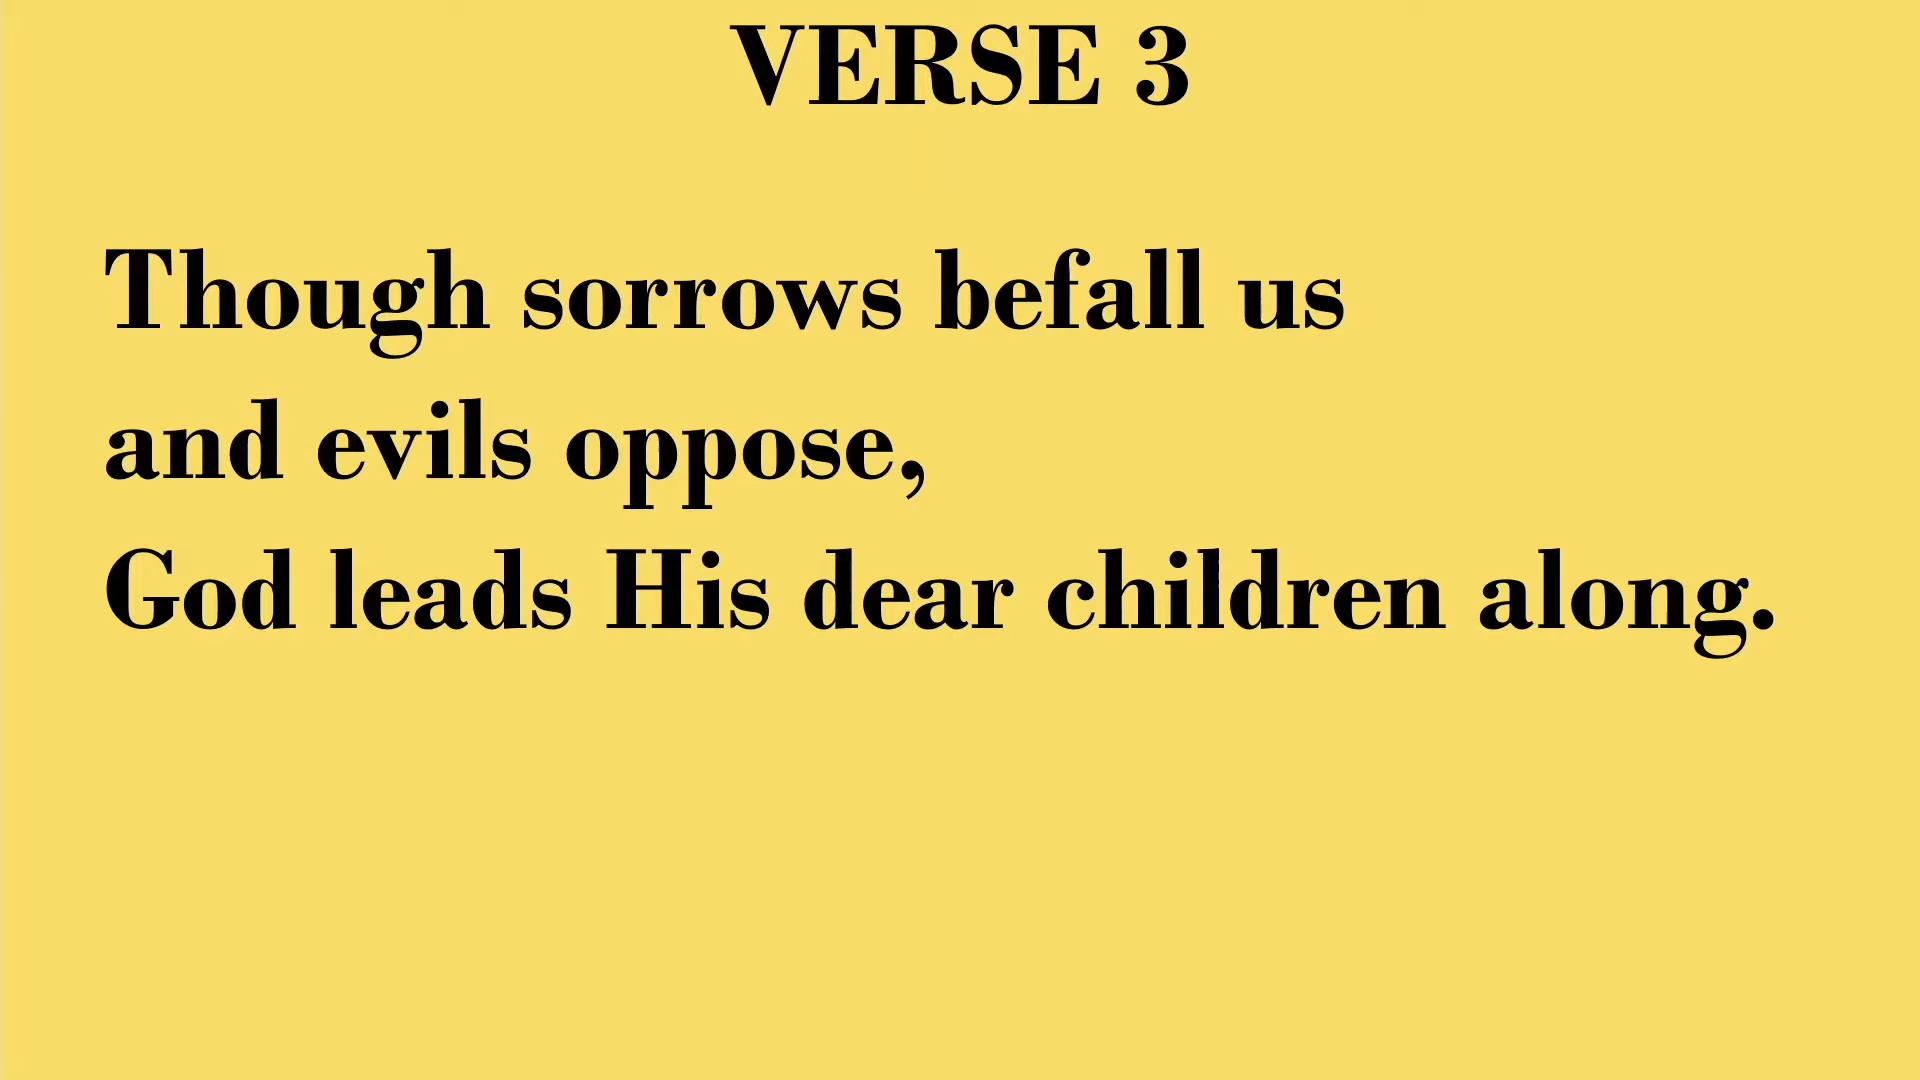 VERSE 3
Though sorrows befall us
and evils oppose,
God leads His dear children along.